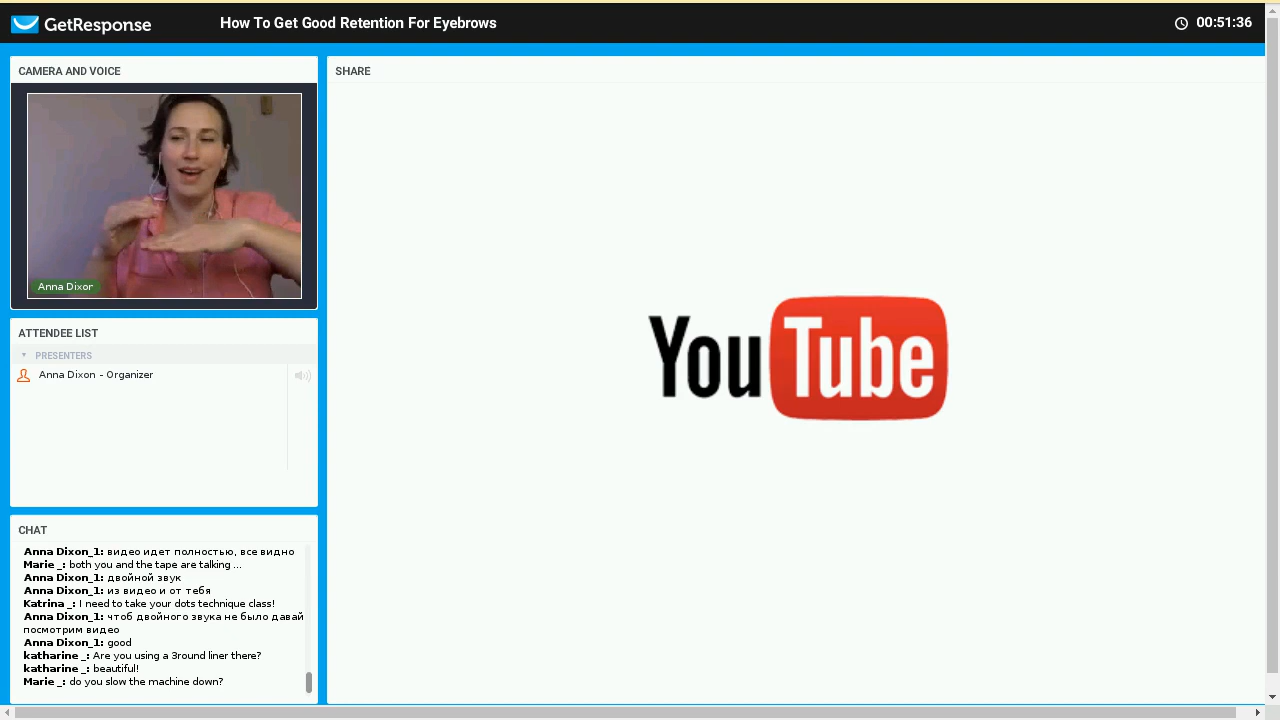 GetResponse
How To Get Good Retention For Eyebrows
00:51:36
CAMERA AND VOICE
Anna Dixon
ATTENDEE LIST
PRESENTERS
Anna Dixon - Organizer
CHAT
Anna Dixon_1: видео идет полностью, все видно
Marie _: both you and the tape are talking ...
Anna Dixon_1: двойной звук
Anna Dixon_1: из видео и от тебя
Katrina _: I need to take your dots technique class!
Anna Dixon_1: чтоб двойного звука не было давай
посмотрим видео
Anna Dixon_1: good
katharine _: Are you using a 3round liner there?
katharine _: beautiful!
Marie _: do you slow the machine down?
SHARE
YouTube